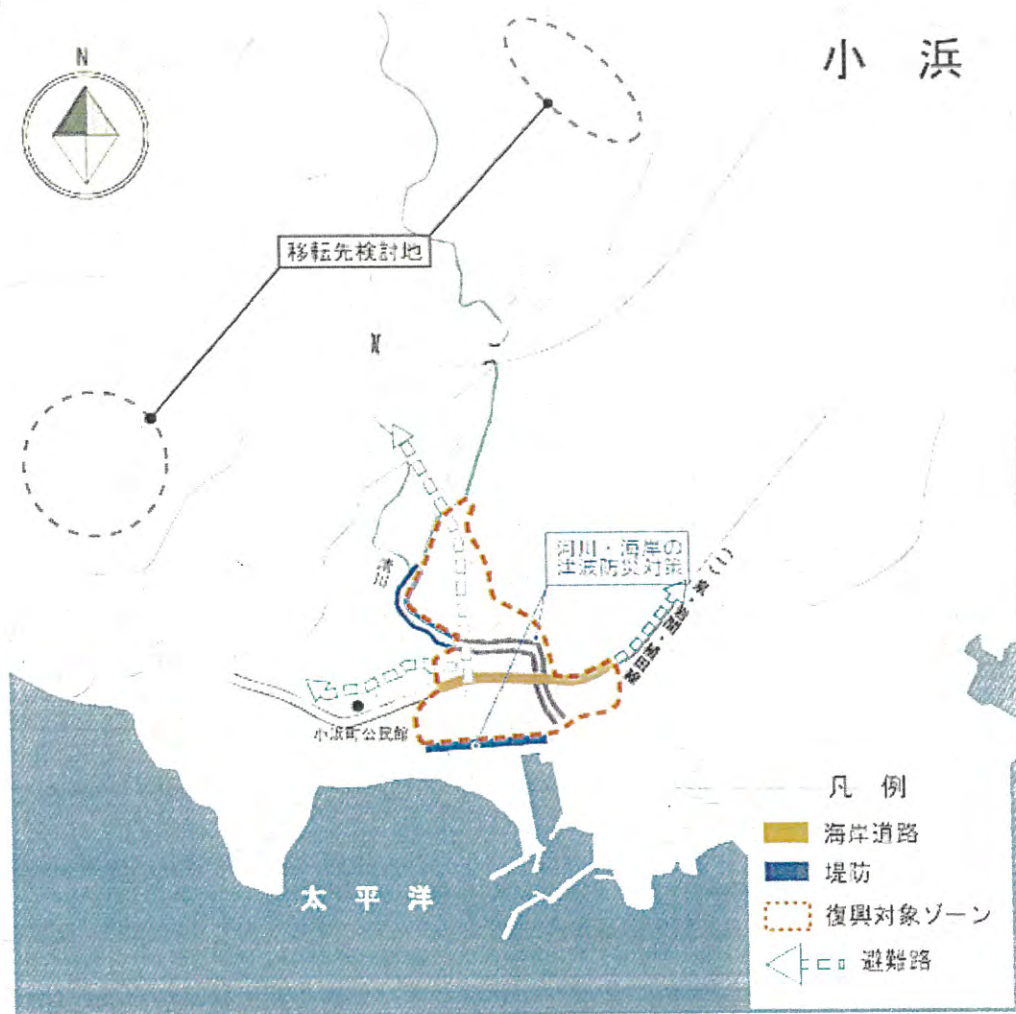 小 浜
N
移転先検討地
河川・海岸の
津波防災対策
渚川
小浜町公民館
太 平 洋
凡 例
海岸道路
堤防
復興対象ゾーン
避難路